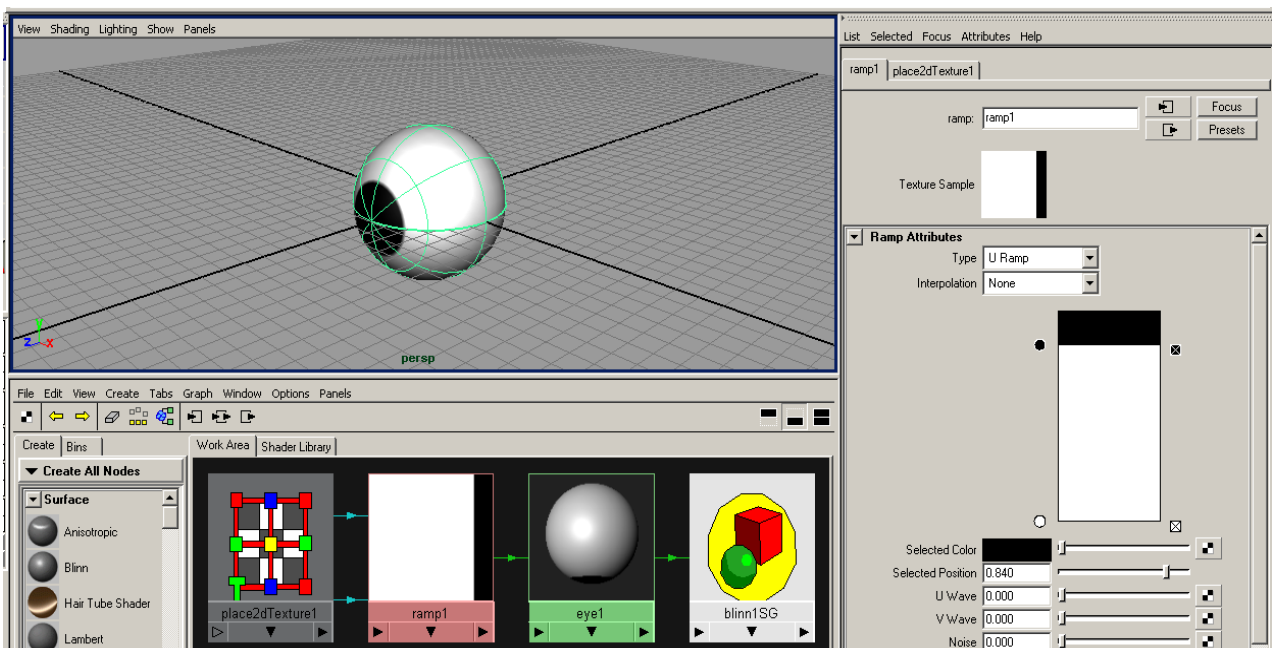 View Shading Lighting Show Panels
persp
Y
Z X
File Edit View Create Tabs Graph Window Options Panels
Create Bins
Work Area Shader Library
Create All Nodes
Surface
Anisotropic
Blinn
Hair Tube Shader
Lambert
place2dTexture1
ramp1
eye1
blinn1SG
List Selected Focus Attributes Help
ramp1 place2dTexture1
ramp: ramp1
Focus
Presets
Texture Sample
Ramp Attributes
Type U Ramp
Interpolation None
Selected Color
Selected Position 0.840
U Wave 0.000
V Wave 0.000
Noise 0.000